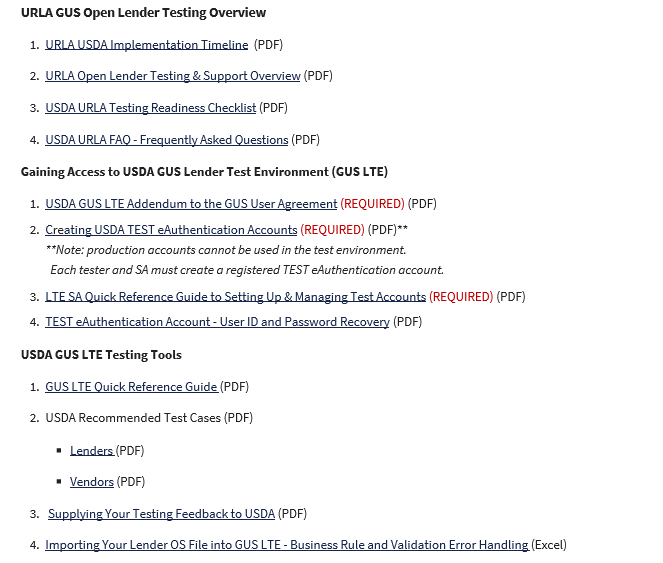 URLA GUS Open Lender Testing Overview
1. URLA USDA Implementation Timeline (PDF)
2. URLA Open Lender Testing & Support Overview (PDF)
3. USDA URLA Testing Readiness Checklist (PDF)
4. USDA URLA FAQ - Frequently Asked Questions (PDF)
Gaining Access to USDA GUS Lender Test Environment (GUS LTE)
1. USDA GUS LTE Addendum to the GUS User Agreement (REQUIRED) (PDF)
2. Creating USDA TEST eAuthentication Accounts (REQUIRED) (PDF)**
**Note: production accounts cannot be used in the test environment.
Each tester and SA must create a registered TEST eAuthentication account.
3. LTE SA Quick Reference Guide to Setting Up & Managing Test Accounts (REQUIRED) (PDF)
4. TEST eAuthentication Account - User ID and Password Recovery (PDF)
USDA GUS LTE Testing Tools
1. GUS LTE Quick Reference Guide (PDF)
2. USDA Recommended Test Cases (PDF)
▪ Lenders (PDF)
▪ Vendors (PDF)
3. Supplying Your Testing Feedback to USDA (PDF)
4. Importing Your Lender OS File into GUS LTE - Business Rule and Validation Error Handling (Excel)